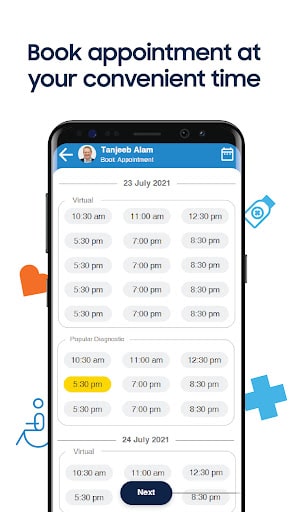 Book appointment at
your convenient time
Tanjeeb Alam
Book Appointment
23 July 2021
Virtual
10:30 am 11:00 am 12:30 pm
5:30 pm 7:00 pm 8:30 pm
5:30 pm 7:00 pm 8:30 pm
5:30 pm 7:00 pm 8:30 pm
5:30 pm 7:00 pm 8:30 pm
Popular Diagnostic
10:30 am 11:00 am 12:30 pm
5:30 pm 7:00 pm 8:30 pm
5:30 pm 7:00 pm 8:30 pm
24 July 2021
Virtual
10:30 am 11:00 am 12:30 pm
5:30 pm Next 8:30 pm